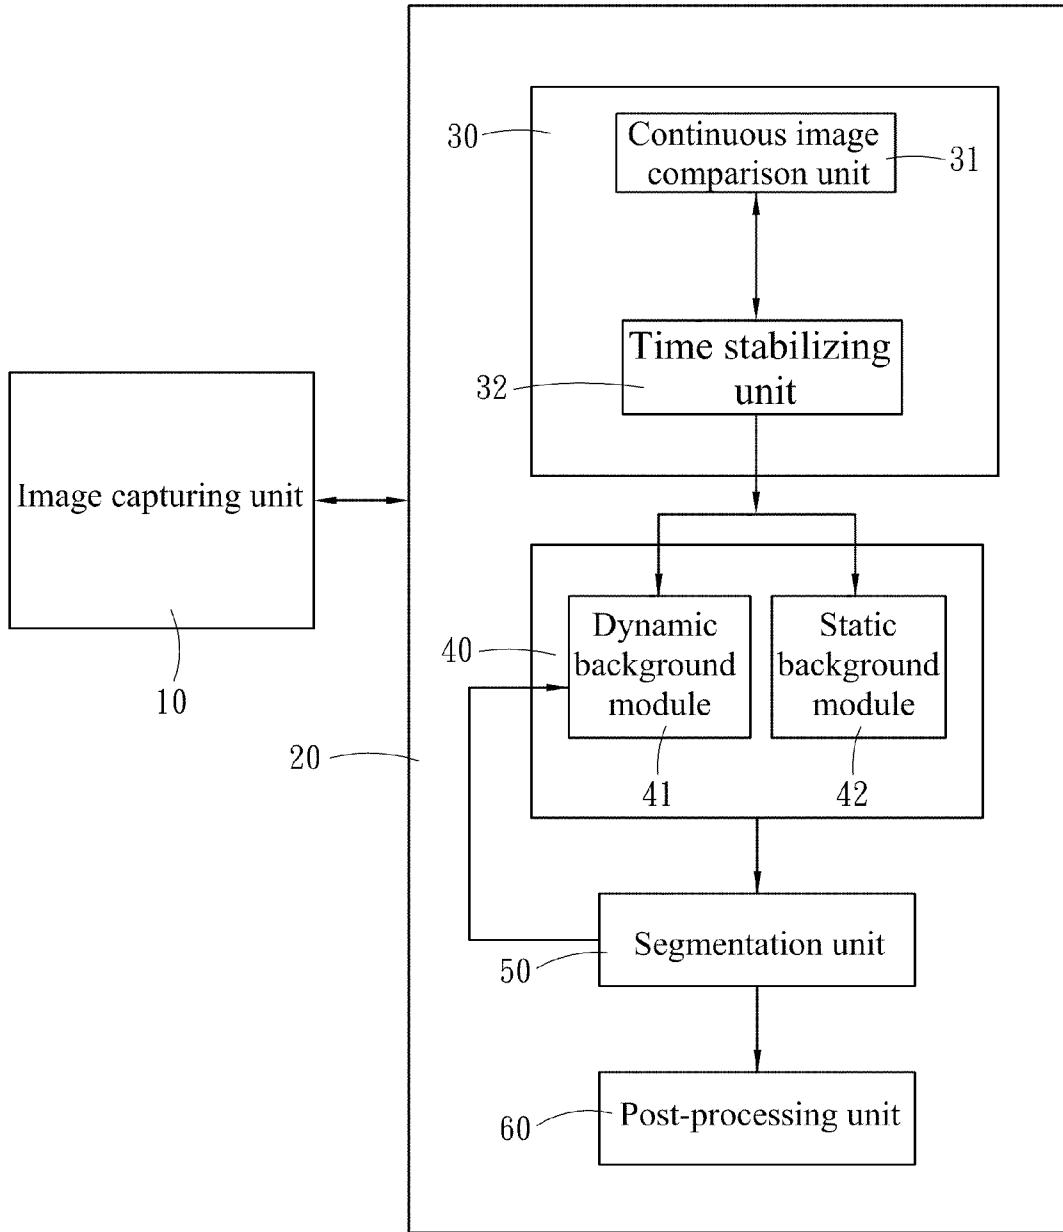 30
Continuous image
comparison unit
31
Time stabilizing
unit
32
Image capturing unit
10
20
40
Dynamic
background
module
41
Static
background
module
42
Segmentation unit
50
Post-processing unit
60